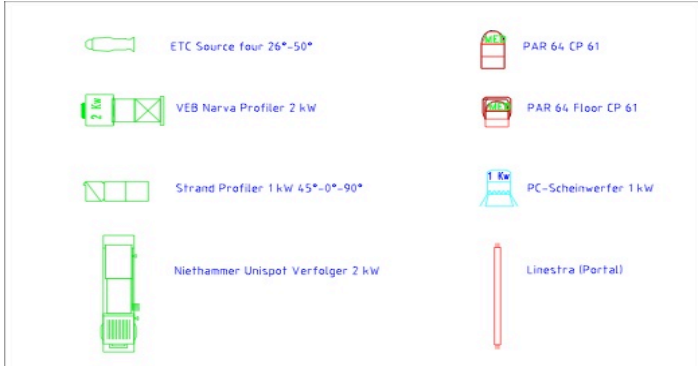 ETC Source four 26°-50°
PAR 64 CP 61
2 Kw
VEB Narva Profiler 2 kW
PAR 64 Floor CP 61
Strand Profiler 1 kW 45°-0°-90°
1 Kw
PC-Scheinwerfer 1 kW
Niethammer Unispot Verfolger 2 kW
Linestra (Portal)